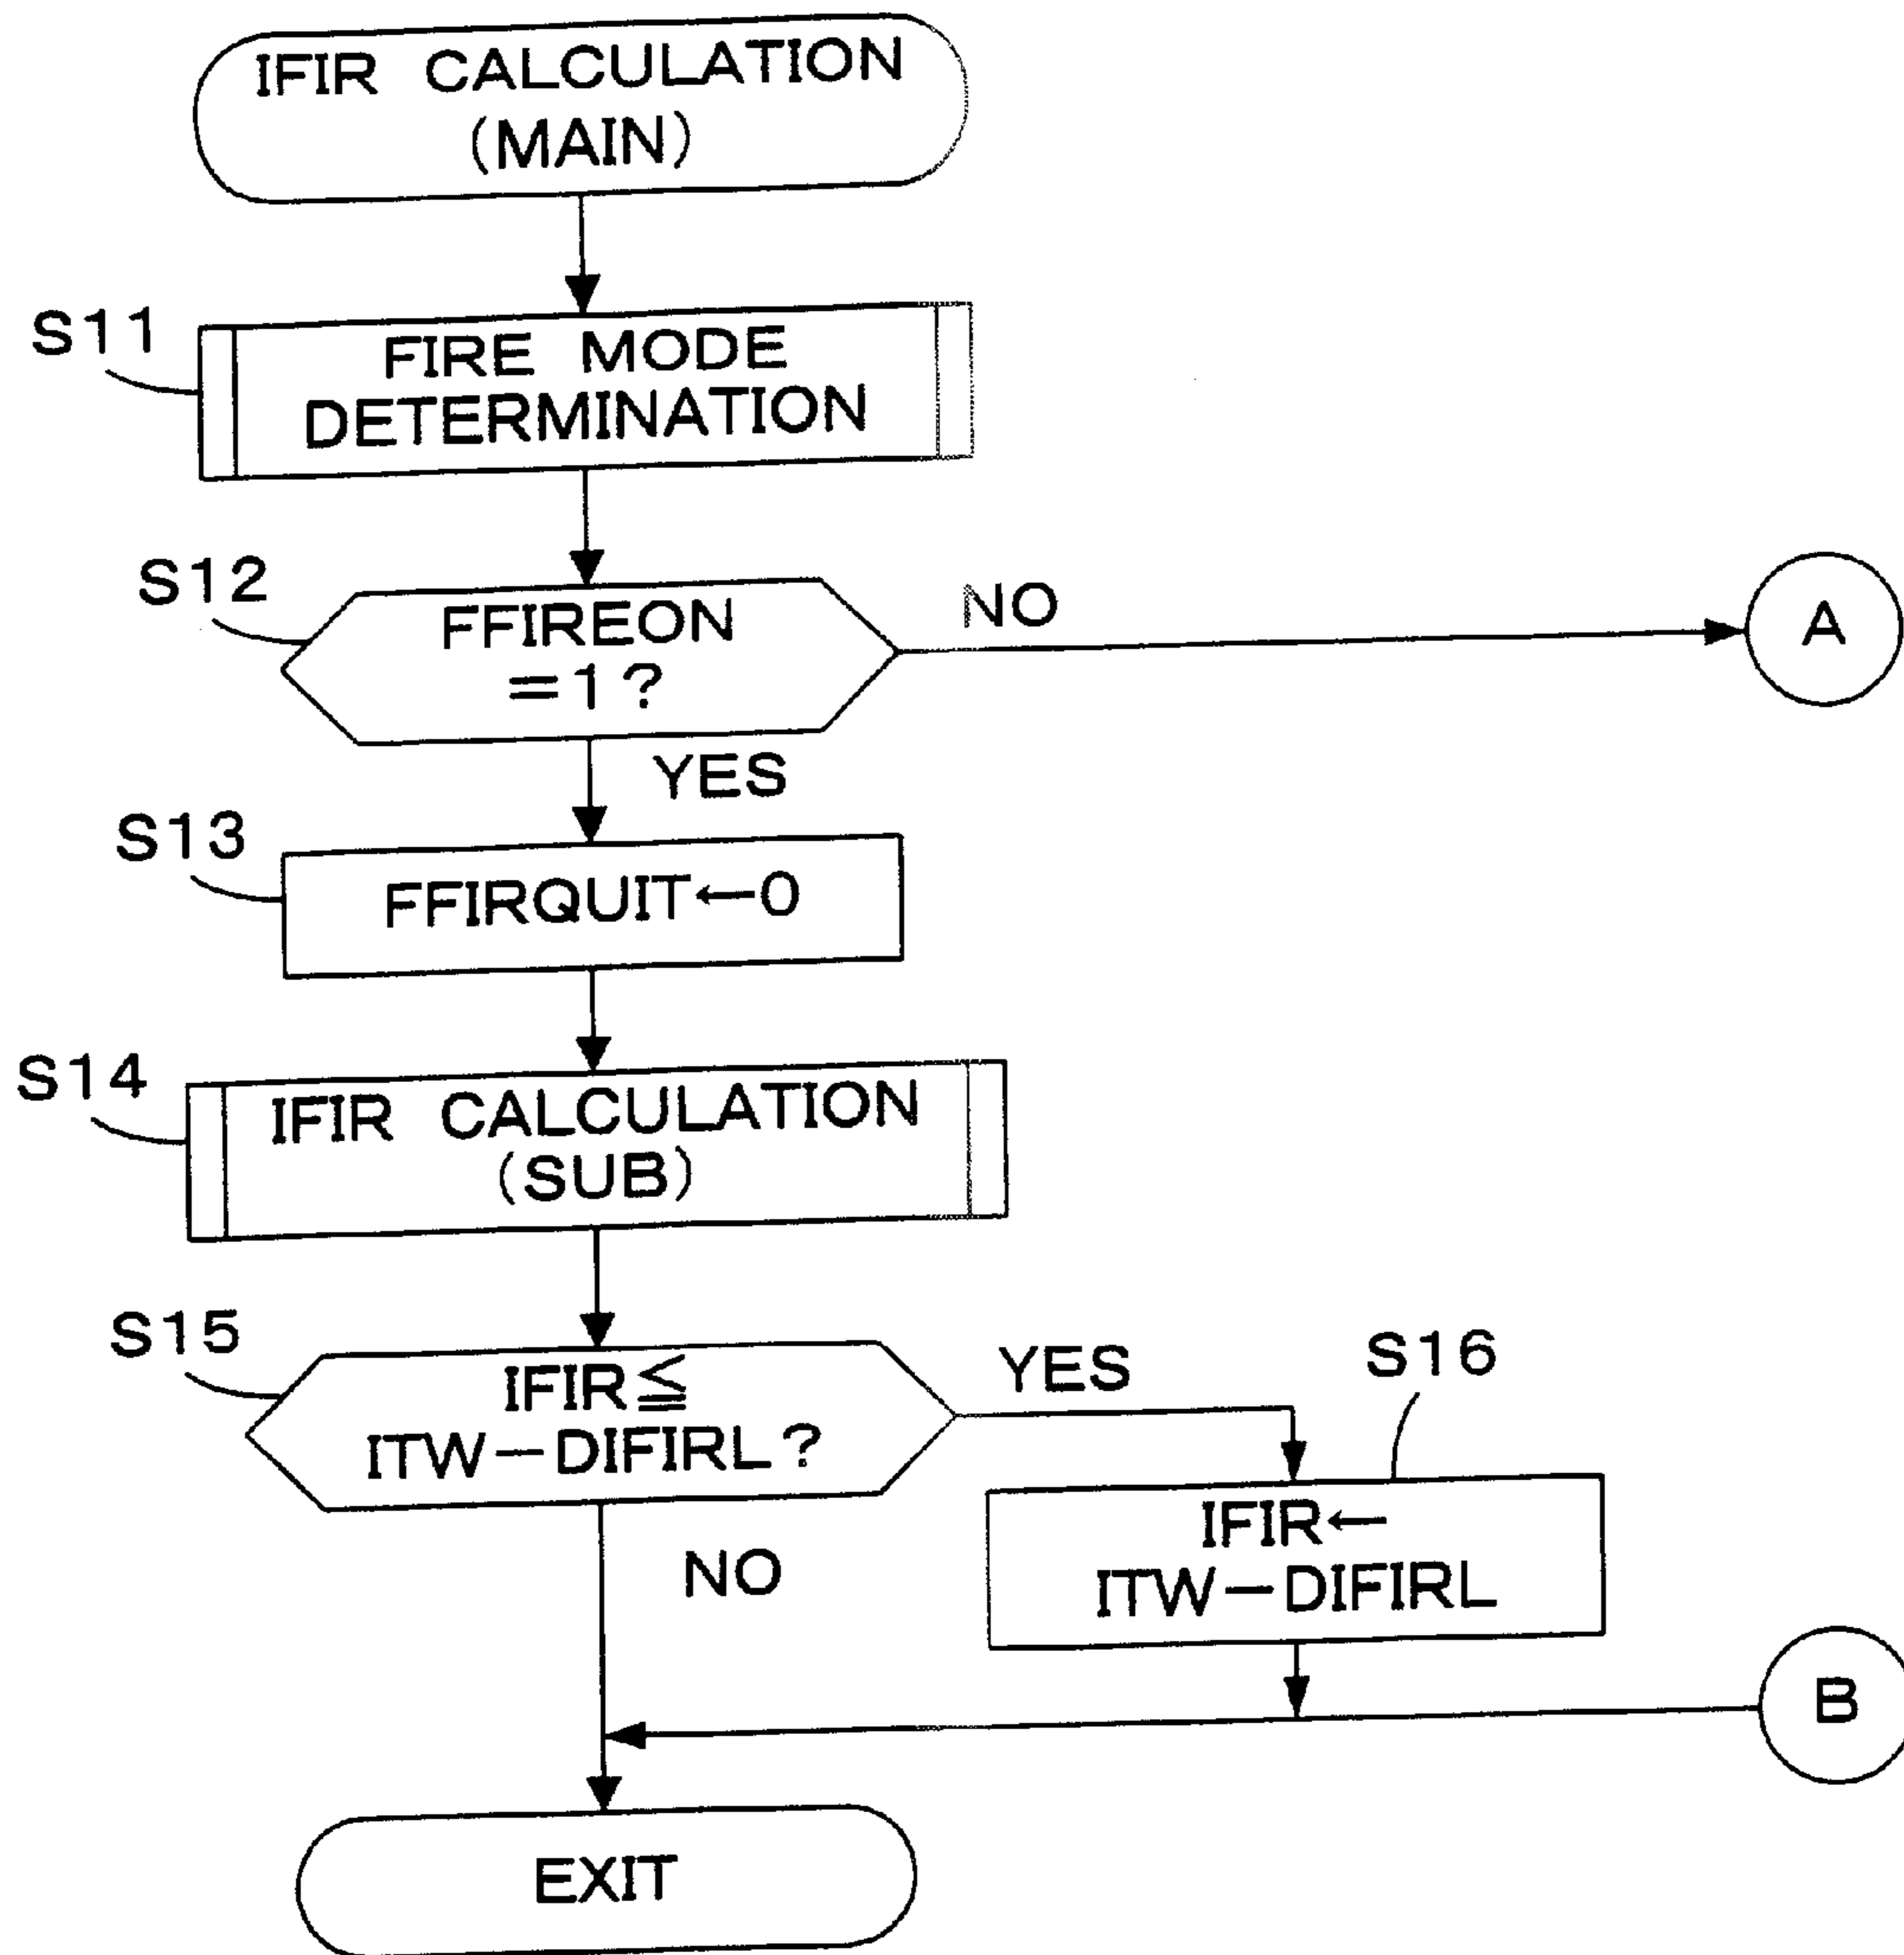 IFIR CALCULATION
(MAIN)
S11
FIRE MODE
DETERMINATION
S12
FFIREON
=1?
NO
A
YES
S13
FFIRQUIT←0
S14
IFIR CALCULATION
(SUB)
S15
IFIR≦
ITW−DIFIRL?
YES
S16
IFIR←
ITW−DIFIRL
NO
B
EXIT